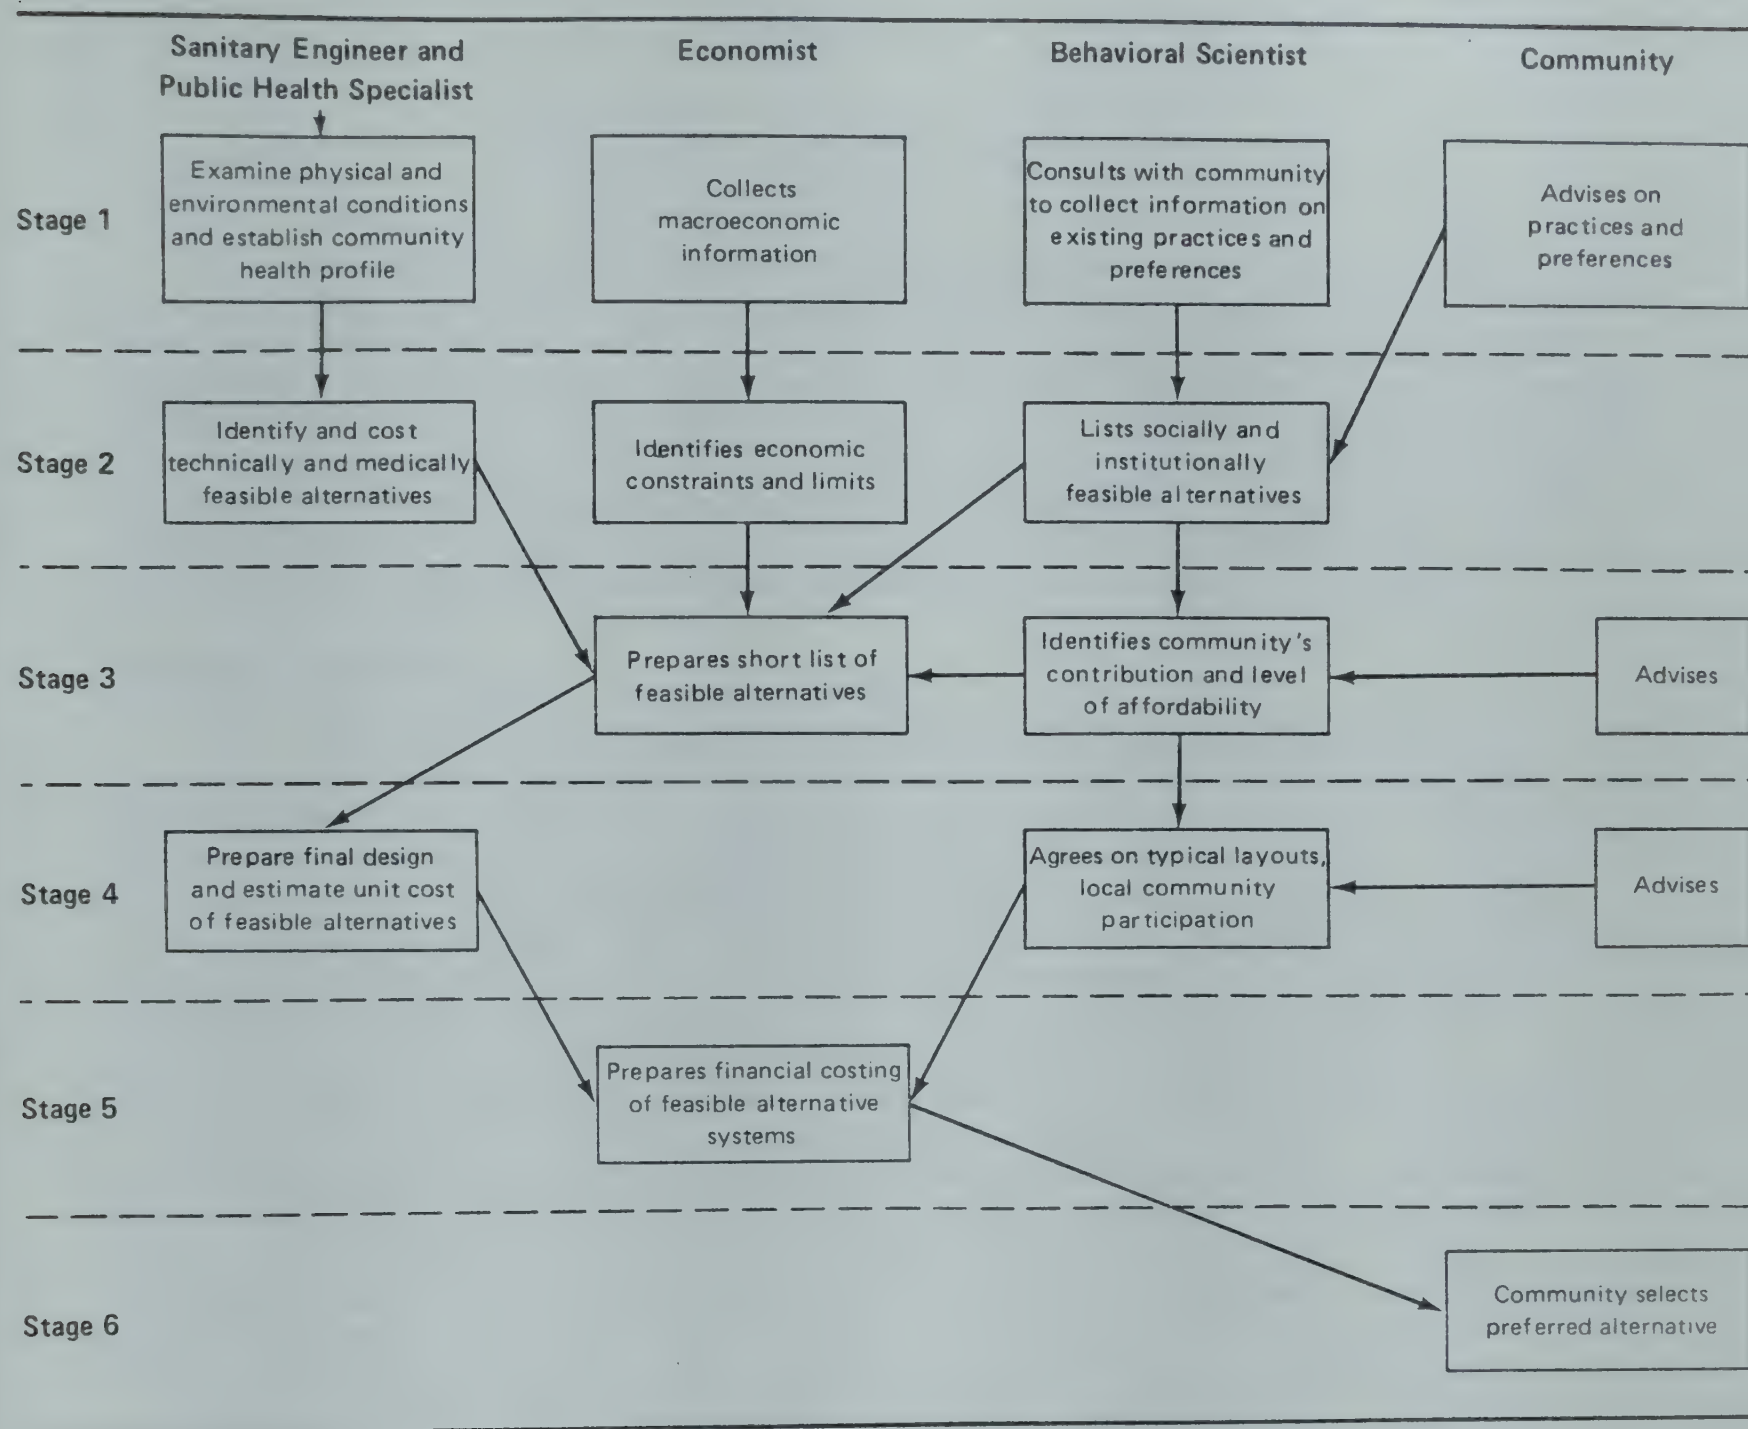 Sanitary Engineer and
Public Health Specialist
Economist
Behavioral Scientist
Community
Stage 1
Examine physical and
environmental conditions
and establish community
health profile
Collects
macroeconomic
information
Consults with community
to collect information on
existing practices and
preferences
Advises on
practices and
preferences
Stage 2
Identify and cost
technically and medically
feasible alternatives
Identifies economic
constraints and limits
Lists socially and
institutionally
feasible alternatives
Stage 3
Prepares short list of
feasible alternatives
Identifies community's
contribution and level
of affordability
Advises
Stage 4
Prepare final design
and estimate unit cost
of feasible alternatives
Agrees on typical layouts,
local community
participation
Advises
Stage 5
Prepares financial costing
of feasible alternative
systems
Stage 6
Community selects
preferred alternative